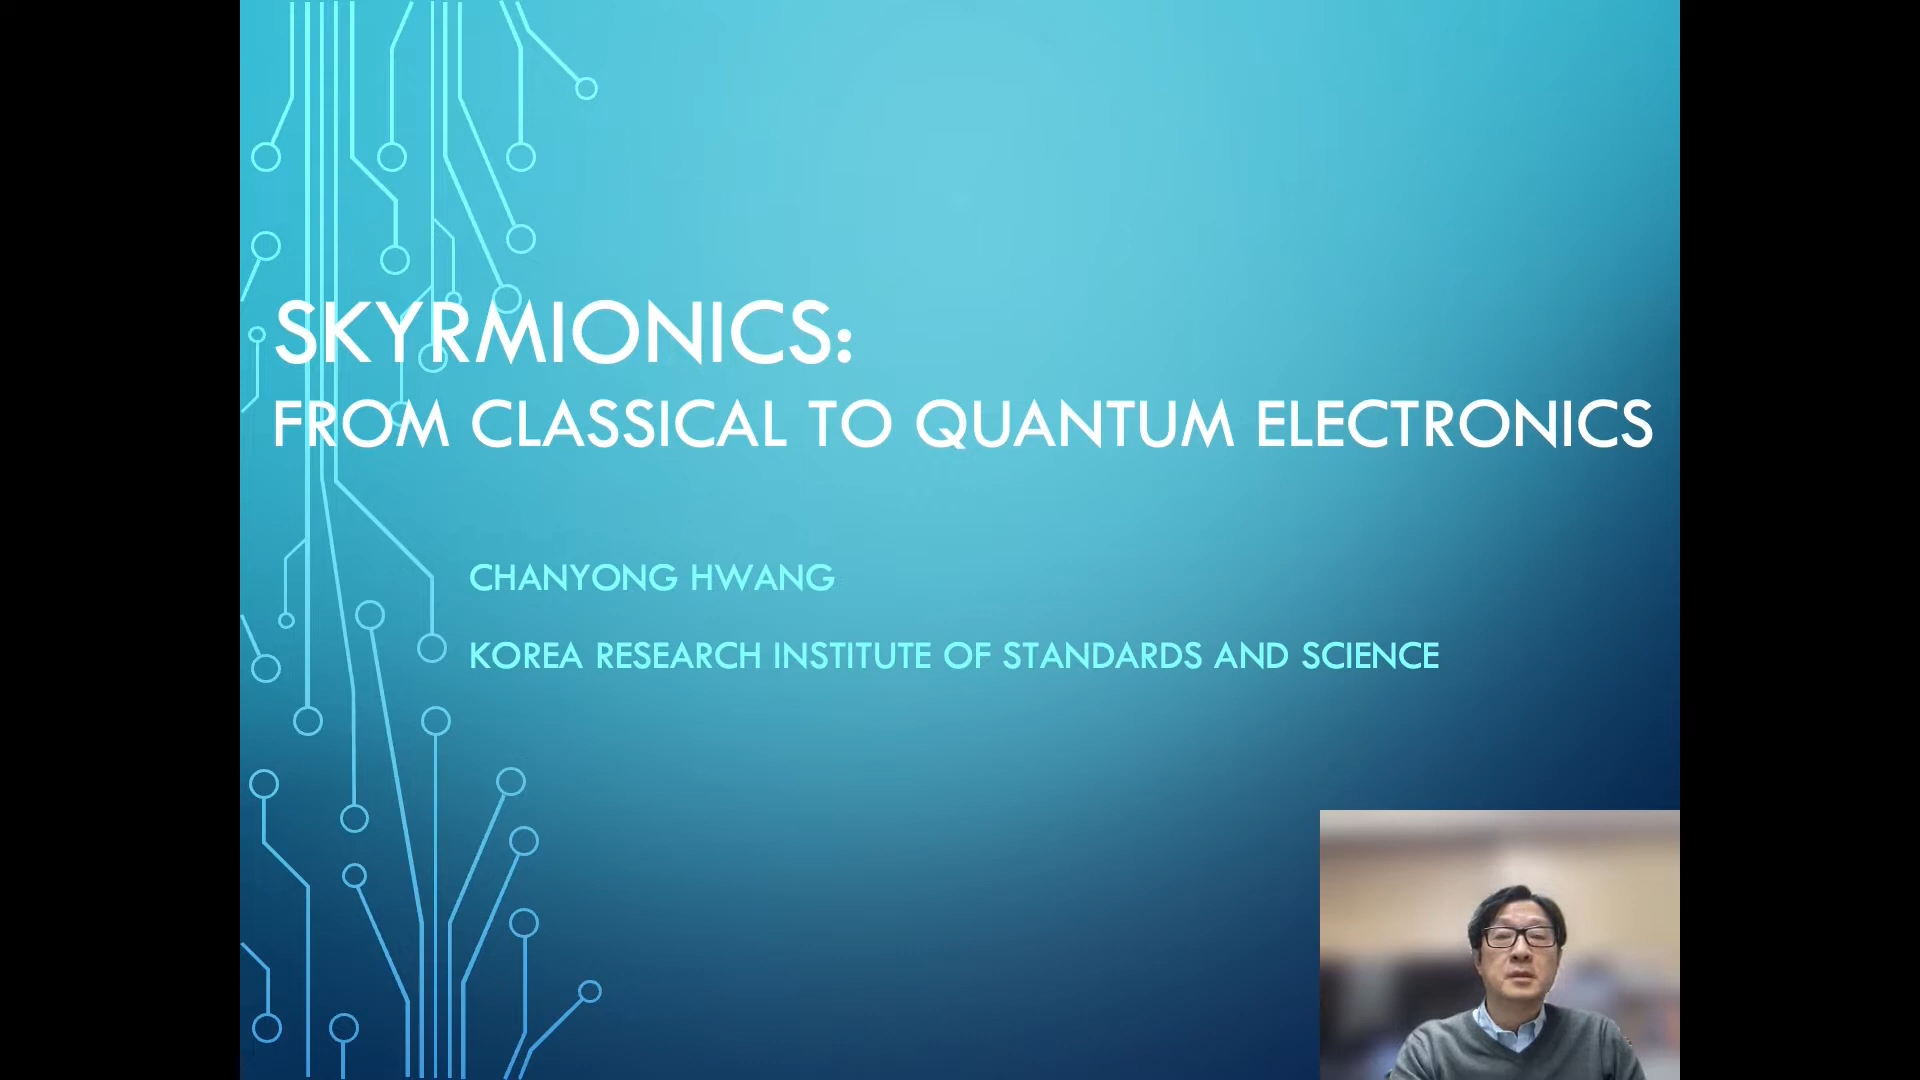 SKYRMIONICS:
FROM CLASSICAL TO QUANTUM ELECTRONICS
CHANYONG HWANG
KOREA RESEARCH INSTITUTE OF STANDARDS AND SCIENCE